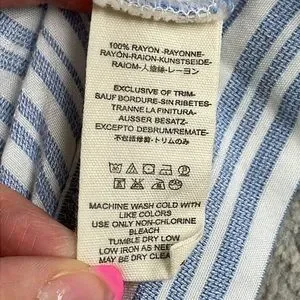 100% RAYON -RAYONNE-
RAYÓN-RAION-KUNSTSEIDE-
RAIOM-人造絲-レーヨン
EXCLUSIVE OF TRIM-
SAUF BORDURE-SIN RIBETES-
TRANNE LA FINITURA-
AUSSER BESATZ-
EXCEPTO DEBRUM/REMATE-
不包括修剪-トリムのみ
MACHINE WASH COLD WITH
LIKE COLORS
USE ONLY NON-CHLORINE
BLEACH
TUMBLE DRY LOW
LOW IRON AS NEE
MAY BE DRY CLEA